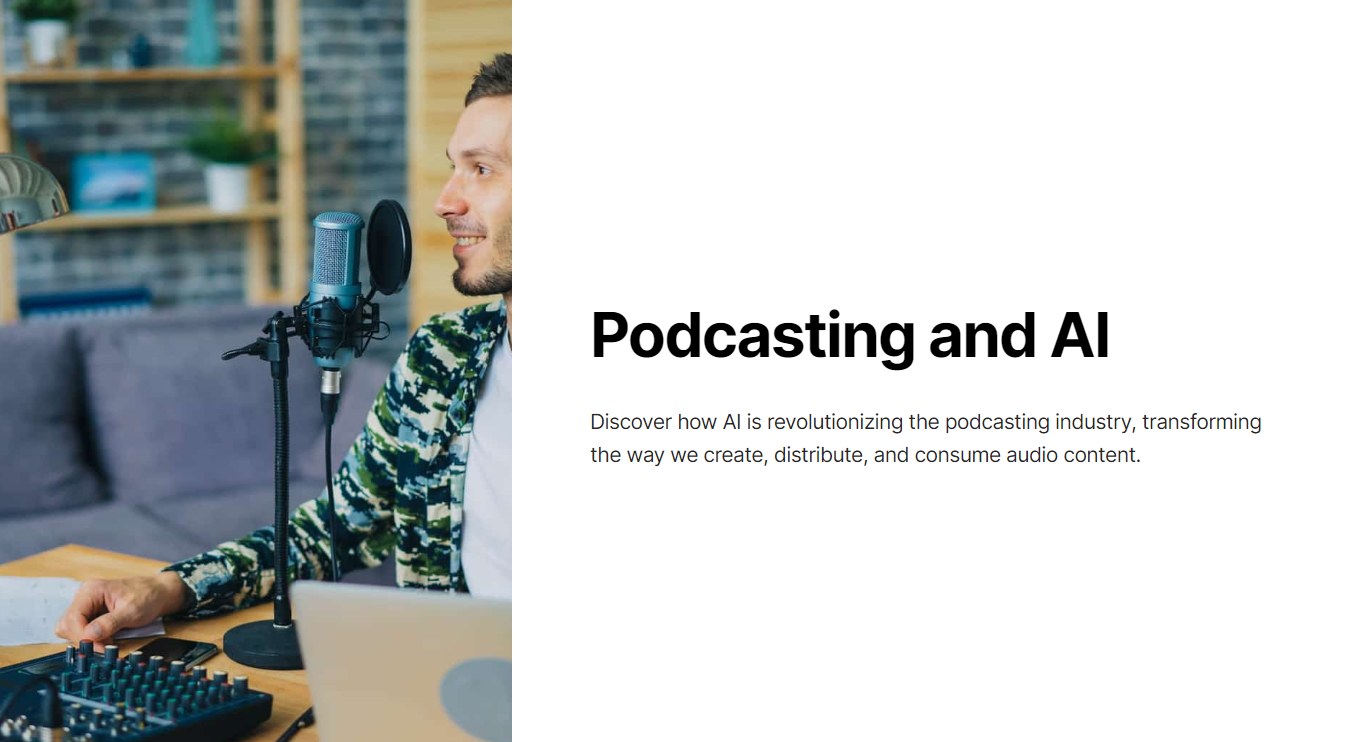 Podcasting and AI
Discover how AI is revolutionizing the podcasting industry, transforming
the way we create, distribute, and consume audio content.